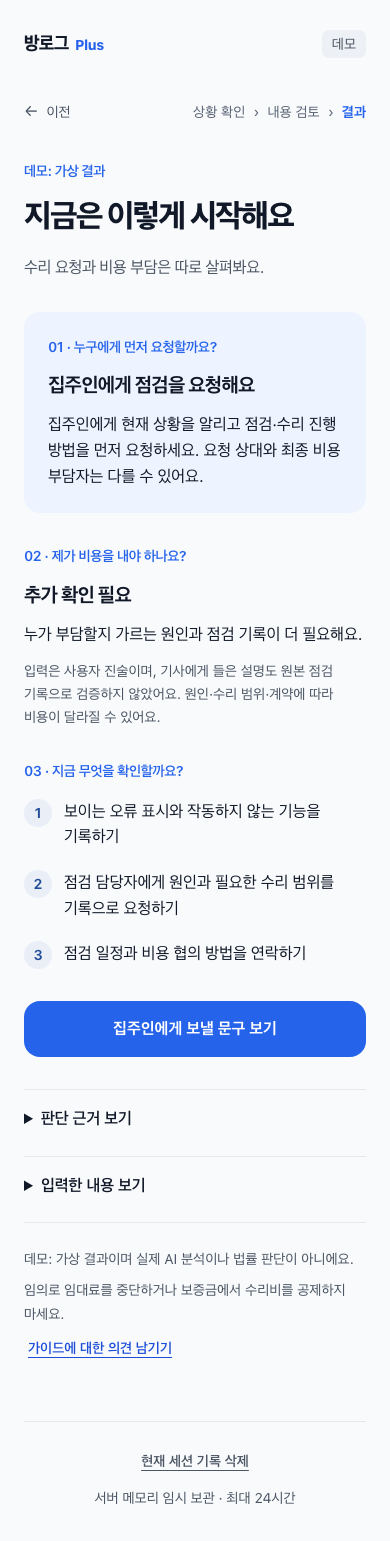 방로그 Plus
데모
← 이전
상황 확인 › 내용 검토 › 결과
데모: 가상 결과
지금은 이렇게 시작해요
수리 요청과 비용 부담은 따로 살펴봐요.
01 · 누구에게 먼저 요청할까요?
집주인에게 점검을 요청해요
집주인에게 현재 상황을 알리고 점검·수리 진행
방법을 먼저 요청하세요. 요청 상대와 최종 비용
부담자는 다를 수 있어요.
02 · 제가 비용을 내야 하나요?
추가 확인 필요
누가 부담할지 가르는 원인과 점검 기록이 더 필요해요.
입력은 사용자 진술이며, 기사에게 들은 설명도 원본 점검
기록으로 검증하지 않았어요. 원인·수리 범위·계약에 따라
비용이 달라질 수 있어요.
03 · 지금 무엇을 확인할까요?
1 보이는 오류 표시와 작동하지 않는 기능을
기록하기
2 점검 담당자에게 원인과 필요한 수리 범위를
기록으로 요청하기
3 점검 일정과 비용 협의 방법을 연락하기
집주인에게 보낼 문구 보기
▶ 판단 근거 보기
▶ 입력한 내용 보기
데모: 가상 결과이며 실제 AI 분석이나 법률 판단이 아니에요.
임의로 임대료를 중단하거나 보증금에서 수리비를 공제하지
마세요.
가이드에 대한 의견 남기기
현재 세션 기록 삭제
서버 메모리 임시 보관 · 최대 24시간